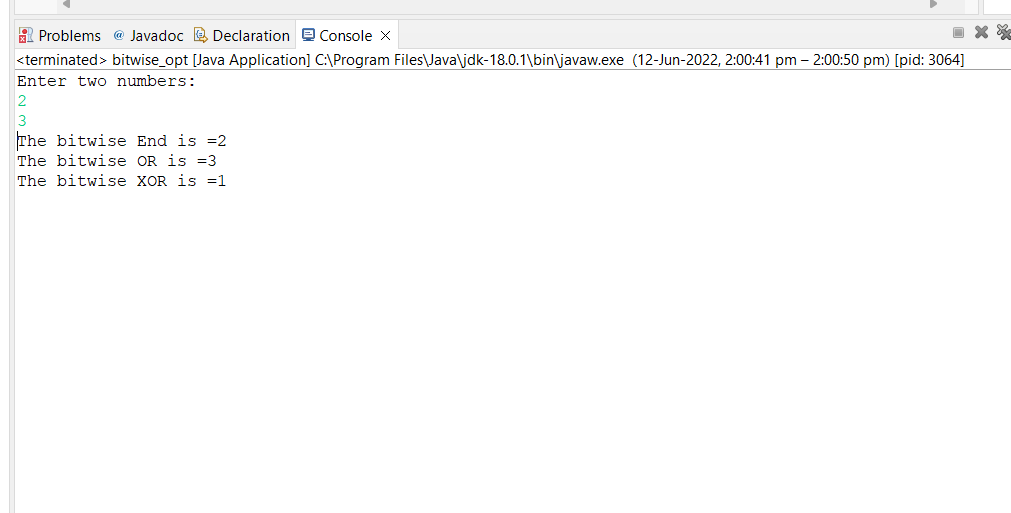 Problems @ Javadoc Declaration Console
<terminated> bitwise_opt [Java Application] C:\Program Files\Java\jdk-18.0.1\bin\javaw.exe (12-Jun-2022, 2:00:41 pm – 2:00:50 pm) [pid: 3064]
Enter two numbers:
2
3
The bitwise End is =2
The bitwise OR is =3
The bitwise XOR is =1